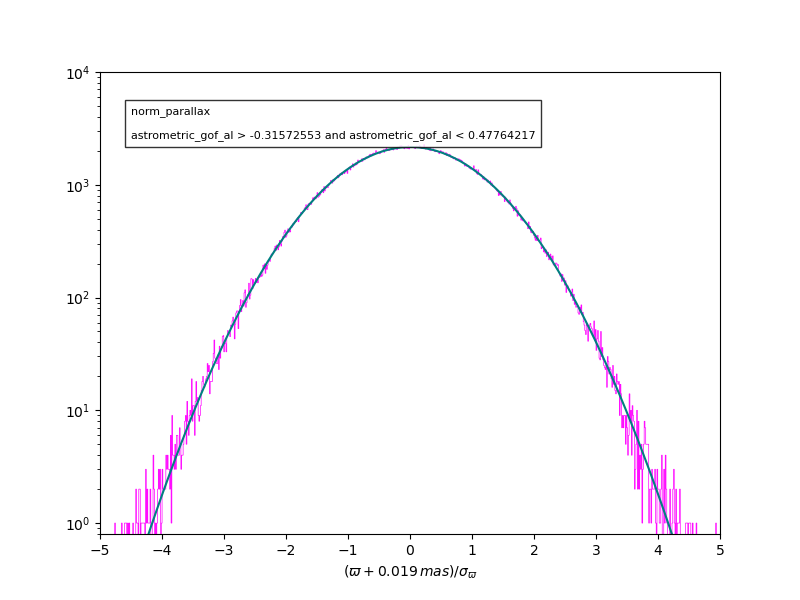 10⁴
norm_parallax
astrometric_gof_al > -0.31572553 and astrometric_gof_al < 0.47764217
10³
10²
10¹
10⁰
−5 −4 −3 −2 −1 0 1 2 3 4 5
(ϖ + 0.019 mas)/σ_ϖ